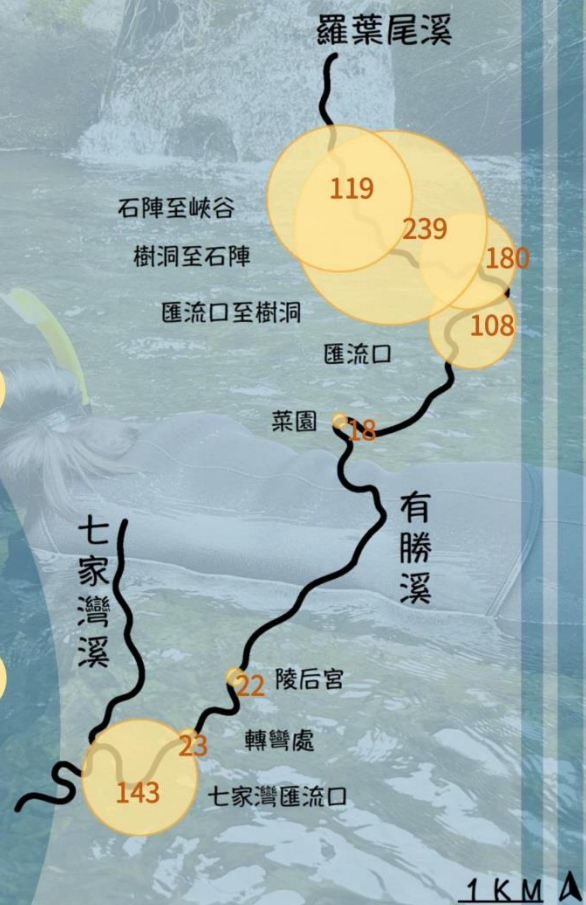 羅葉尾溪
119
石陣至峽谷
239
樹洞至石陣
180
匯流口至樹洞
108
匯流口
菜園
18
有勝溪
七家灣溪
22
陵后宮
23
轉彎處
143
七家灣匯流口
1 KM